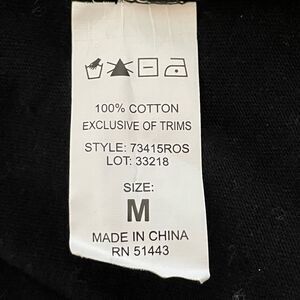 100% COTTON
EXCLUSIVE OF TRIMS
STYLE: 73415ROS
LOT: 33218
SIZE:
M
MADE IN CHINA
RN 51443